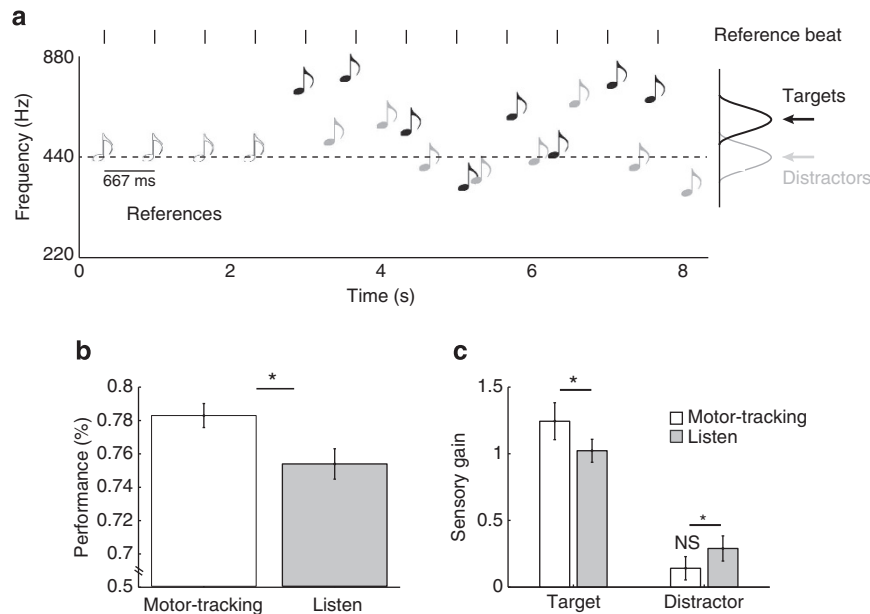 a
Reference beat
880
440
220
Frequency (Hz)
667 ms
References
Targets
Distractors
0 2 4 6 8
Time (s)
b
*
0.8
0.78
0.76
0.74
0.72
0.7
0.5
Performance (%)
Motor-tracking Listen
c
1.5
1
0.5
0
Sensory gain
*
Motor-tracking
Listen
NS
*
Target Distractor